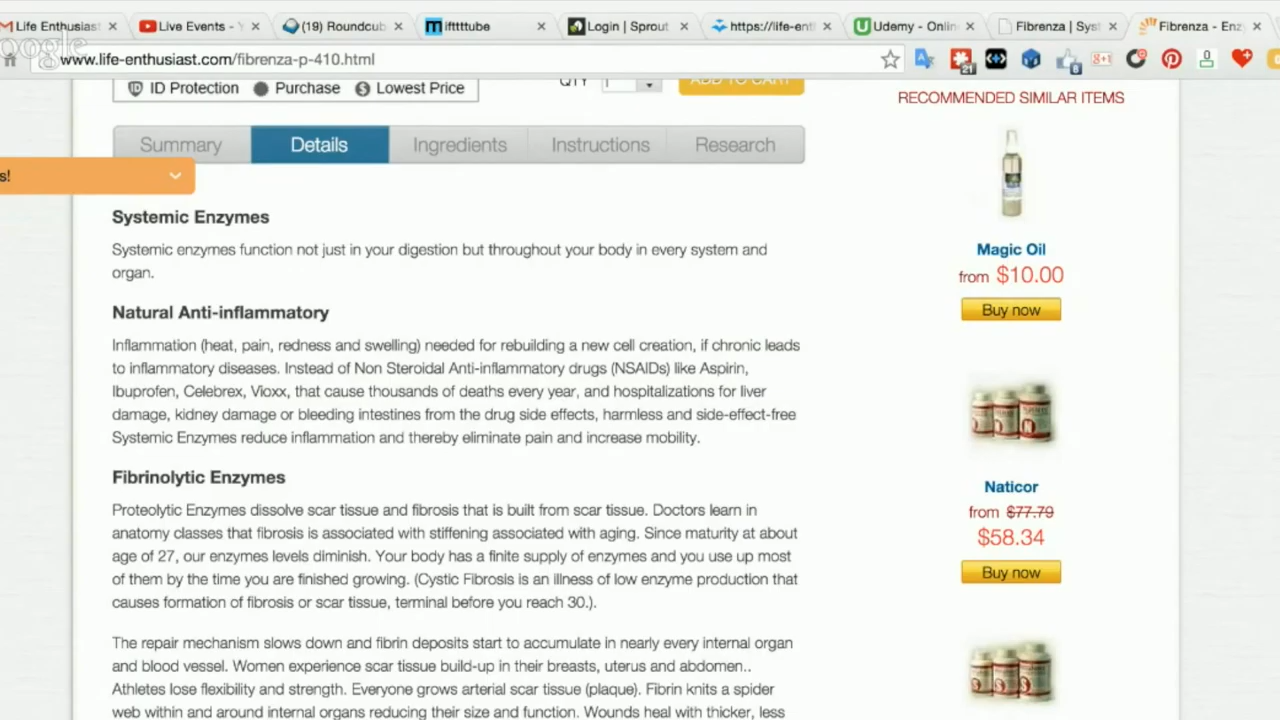 Life Enthusiast
Live Events -
(19) Roundcub
ifttttube
Login | Sprout
https://life-ent
Udemy - Onlin
Fibrenza | Syst
Fibrenza - Enz
oogle
www.life-enthusiast.com/fibrenza-p-410.html
21
8
g+1
0
ID Protection Purchase Lowest Price
QTY
ADD TO CART
RECOMMENDED SIMILAR ITEMS
Summary Details Ingredients Instructions Research
s!
Systemic Enzymes
Systemic enzymes function not just in your digestion but throughout your body in every system and
organ.
Natural Anti-inflammatory
Inflammation (heat, pain, redness and swelling) needed for rebuilding a new cell creation, if chronic leads
to inflammatory diseases. Instead of Non Steroidal Anti-inflammatory drugs (NSAIDs) like Aspirin,
Ibuprofen, Celebrex, Vioxx, that cause thousands of deaths every year, and hospitalizations for liver
damage, kidney damage or bleeding intestines from the drug side effects, harmless and side-effect-free
Systemic Enzymes reduce inflammation and thereby eliminate pain and increase mobility.
Fibrinolytic Enzymes
Proteolytic Enzymes dissolve scar tissue and fibrosis that is built from scar tissue. Doctors learn in
anatomy classes that fibrosis is associated with stiffening associated with aging. Since maturity at about
age of 27, our enzymes levels diminish. Your body has a finite supply of enzymes and you use up most
of them by the time you are finished growing. (Cystic Fibrosis is an illness of low enzyme production that
causes formation of fibrosis or scar tissue, terminal before you reach 30.).
The repair mechanism slows down and fibrin deposits start to accumulate in nearly every internal organ
and blood vessel. Women experience scar tissue build-up in their breasts, uterus and abdomen..
Athletes lose flexibility and strength. Everyone grows arterial scar tissue (plaque). Fibrin knits a spider
web within and around internal organs reducing their size and function. Wounds heal with thicker, less
Magic Oil
from $10.00
Buy now
Naticor
from $77.79
$58.34
Buy now